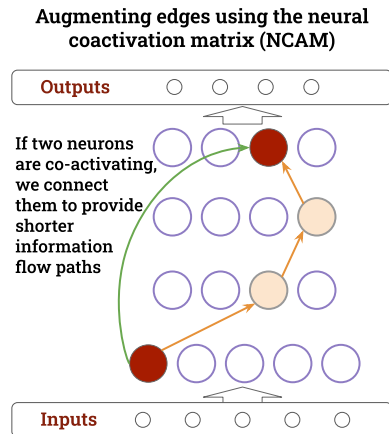 Augmenting edges using the neural
coactivation matrix (NCAM)
Outputs
If two neurons
are co-activating,
we connect
them to provide
shorter
information
flow paths
Inputs